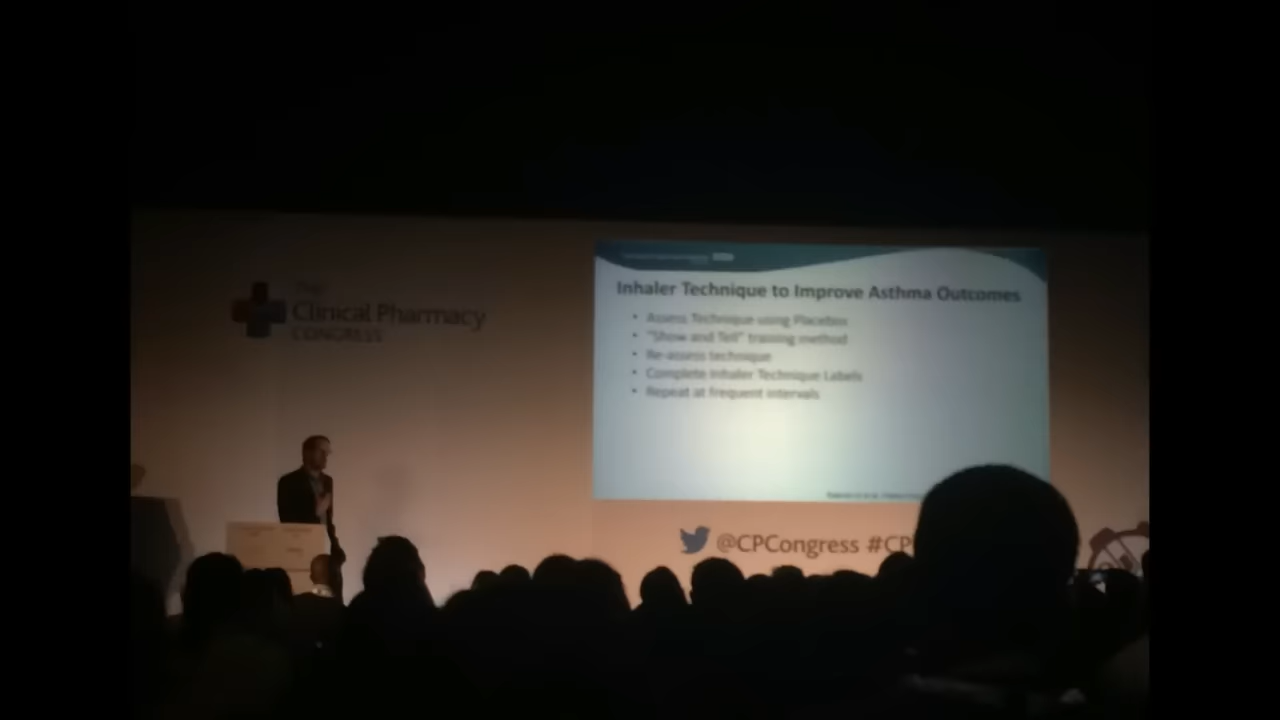 Clinical Pharmacy
CONGRESS
Inhaler Technique to Improve Asthma Outcomes
• Assess Technique using Placebos
• "Show and Tell" training method
• Re-assess technique
• Complete Inhaler Technique Labels
• Repeat at frequent intervals
@CPCongress #CP